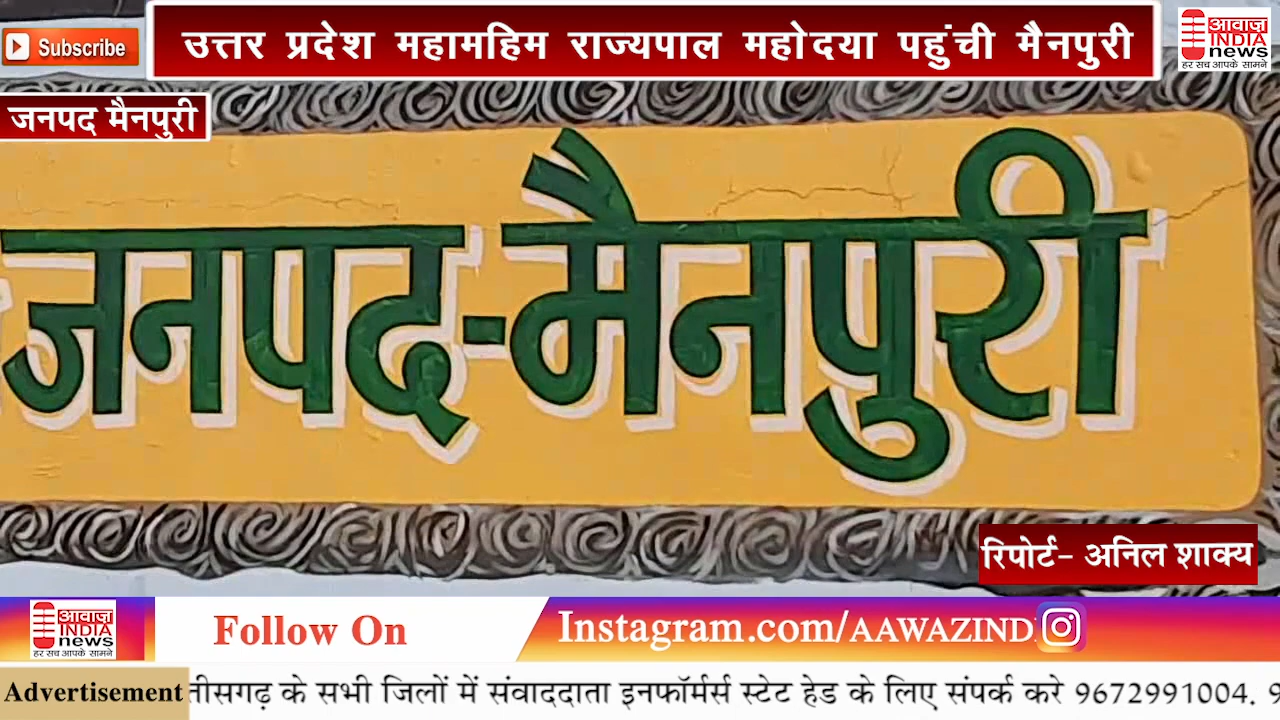 Subscribe
उत्तर प्रदेश महामहिम राज्यपाल महोदया पहुंची मैनपुरी
आवाज़
INDIA
news
हर सच आपके सामने
जनपद मैनपुरी
जनपद-मैनपुरी
रिपोर्ट- अनिल शाक्य
आवाज़
INDIA
news
हर सच आपके सामने
Follow On
Instagram.com/AAWAZIND
Advertisement
तीसगढ़ के सभी जिलों में संवाददाता इनफॉर्मर्स स्टेट हेड के लिए संपर्क करे 9672991004. 9